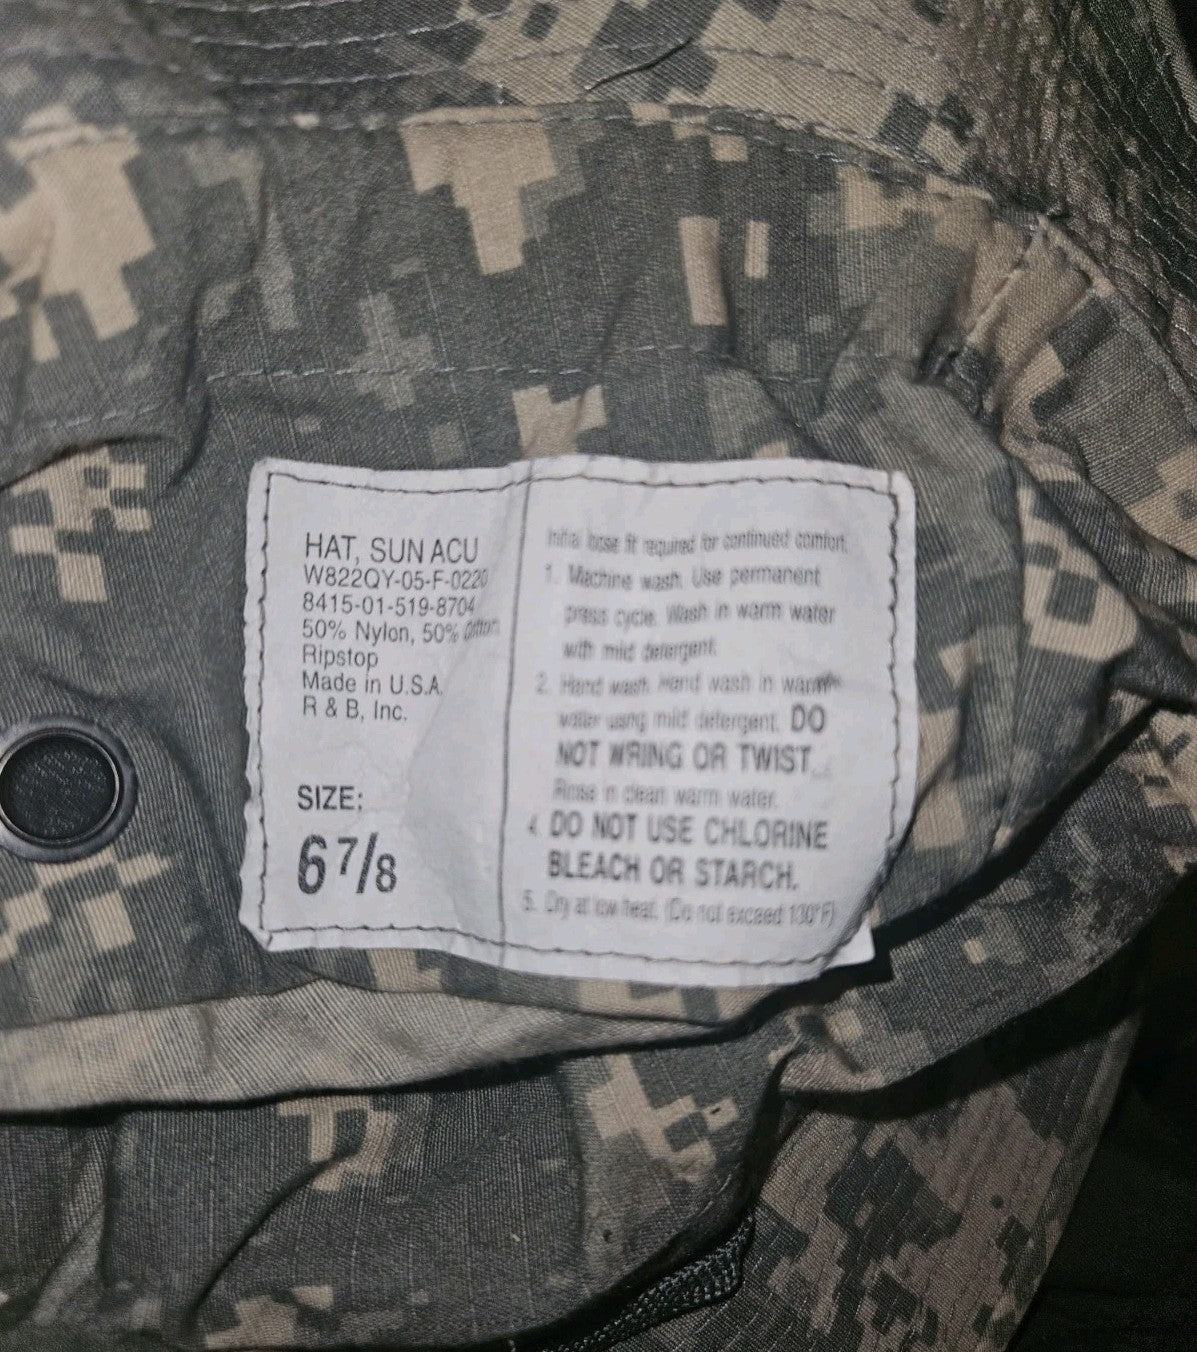 HAT, SUN ACU
W822QY-05-F-0220
8415-01-519-8704
50% Nylon, 50% Cotton
Ripstop
Made in U.S.A.
R & B, Inc.
SIZE:
6 7/8
Initial loose fit required for continued comfort.
1. Machine wash. Use permanent
press cycle. Wash in warm water
with mild detergent.
2. Hand wash. Hand wash in warm
water using mild detergent. DO
NOT WRING OR TWIST.
Rinse in clean warm water.
4. DO NOT USE CHLORINE
BLEACH OR STARCH.
5. Dry at low heat. (Do not exceed 130°F)